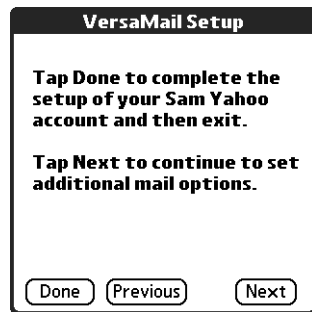 VersaMail Setup
Tap Done to complete the
setup of your Sam Yahoo
account and then exit.
Tap Next to continue to set
additional mail options.
Done Previous Next